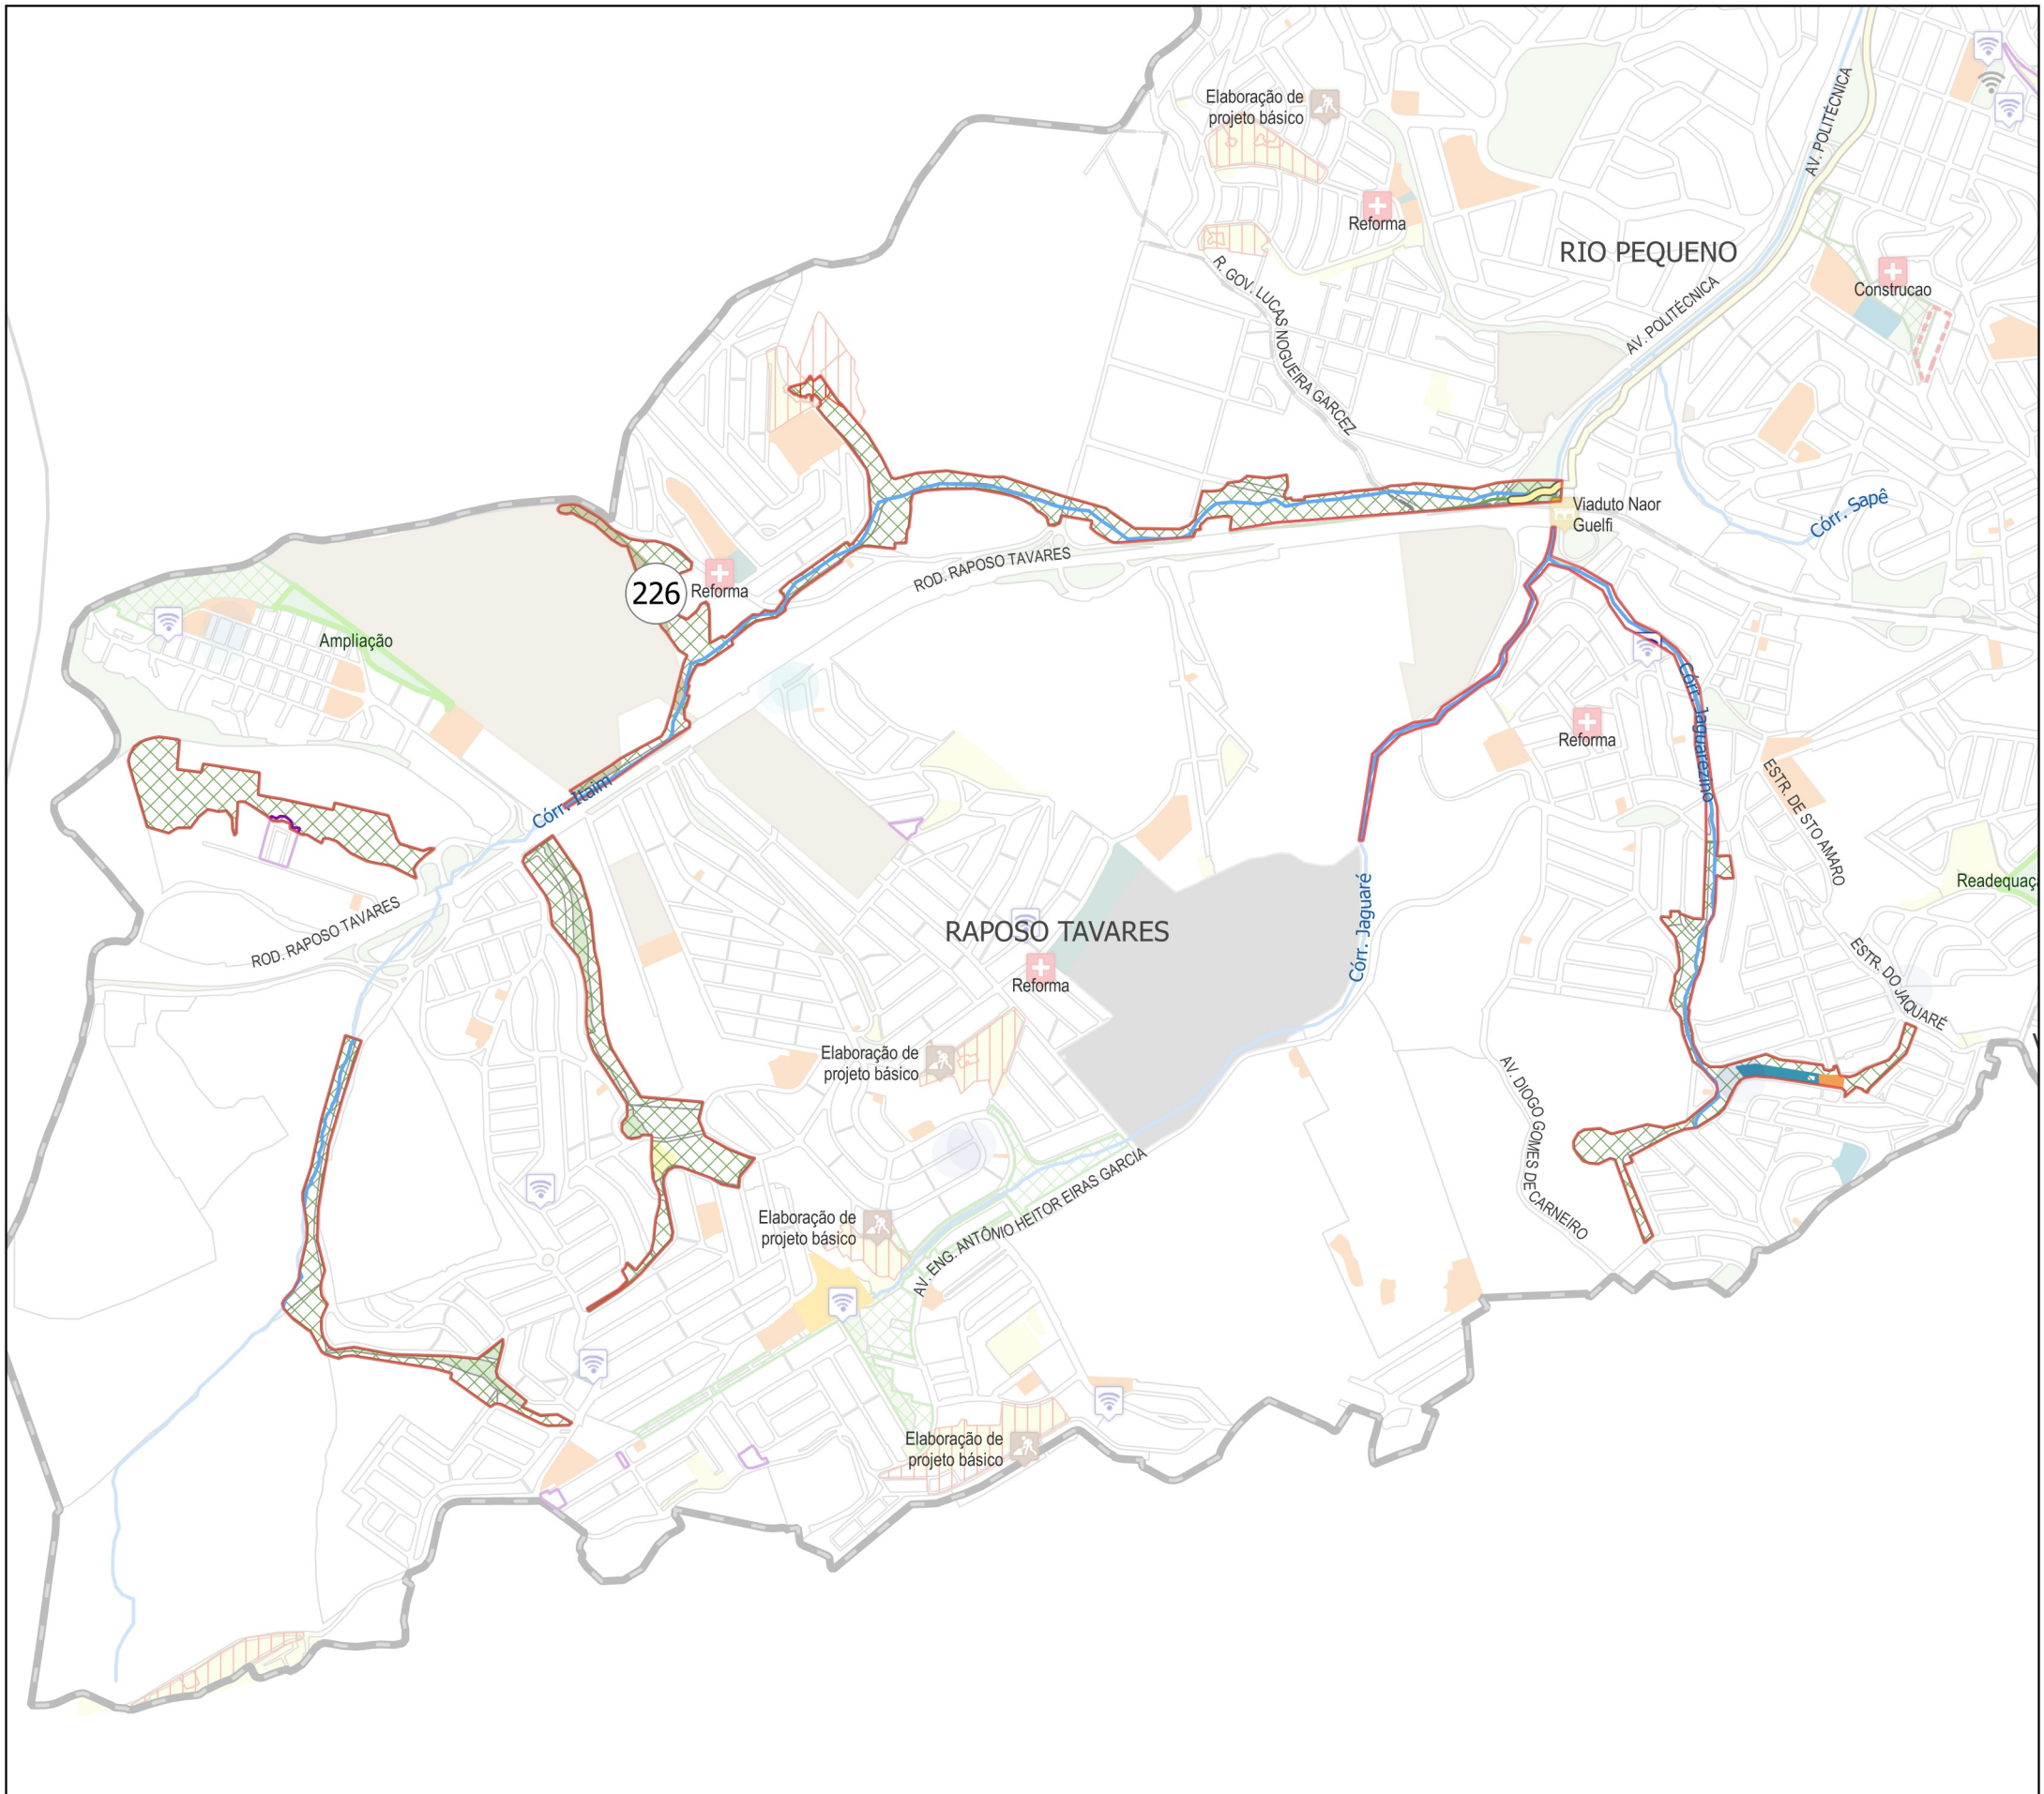 Elaboração de
projeto básico
AV. POLITÉCNICA
Reforma
RIO PEQUENO
R. GOV. LUCAS NOGUEIRA GARCEZ
Construcao
AV. POLITÉCNICA
Viaduto Naor
Guelfi
Córr. Sapê
ROD. RAPOSO TAVARES
226
Reforma
Ampliação
Córr. Jaguarezino
Reforma
ESTR. DE STO AMARO
Córr. Itaim
Readequaç
ROD. RAPOSO TAVARES
RAPOSO TAVARES
Córr. Jaguaré
Reforma
ESTR. DO JAQUARÉ
Elaboração de
projeto básico
AV. DIOGO GOMES DE CARNEIRO
Elaboração de
projeto básico
AV. ENG. ANTÔNIO HEITOR EIRAS GARCIA
Elaboração de
projeto básico